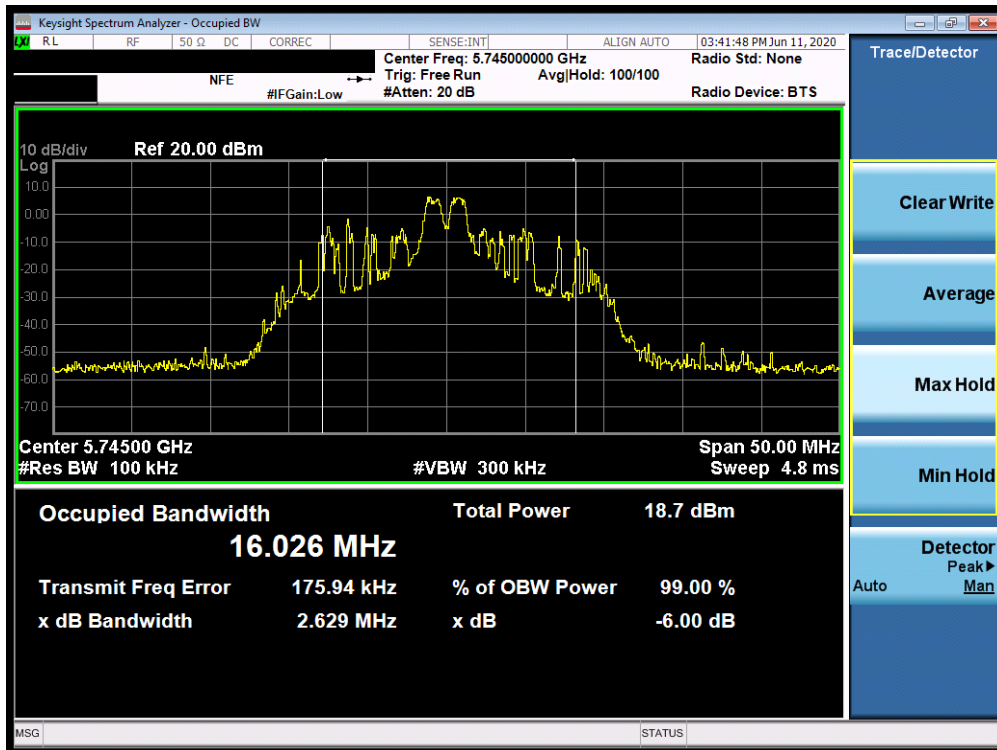 Keysight Spectrum Analyzer - Occupied BW
LXI RL RF 50 Ω DC CORREC SENSE:INT ALIGN AUTO 03:41:48 PM Jun 11, 2020
Center Freq: 5.745000000 GHz Radio Std: None
NFE Trig: Free Run Avg|Hold: 100/100
#IFGain:Low #Atten: 20 dB Radio Device: BTS
10 dB/div Ref 20.00 dBm
Log
10.0
0.00
-10.0
-20.0
-30.0
-40.0
-50.0
-60.0
-70.0
Center 5.74500 GHz Span 50.00 MHz
#Res BW 100 kHz #VBW 300 kHz Sweep 4.8 ms
Occupied Bandwidth Total Power 18.7 dBm
16.026 MHz
Transmit Freq Error 175.94 kHz % of OBW Power 99.00 %
x dB Bandwidth 2.629 MHz x dB -6.00 dB
MSG STATUS
Trace/Detector
Clear Write
Average
Max Hold
Min Hold
Detector
Peak▶
Auto Man